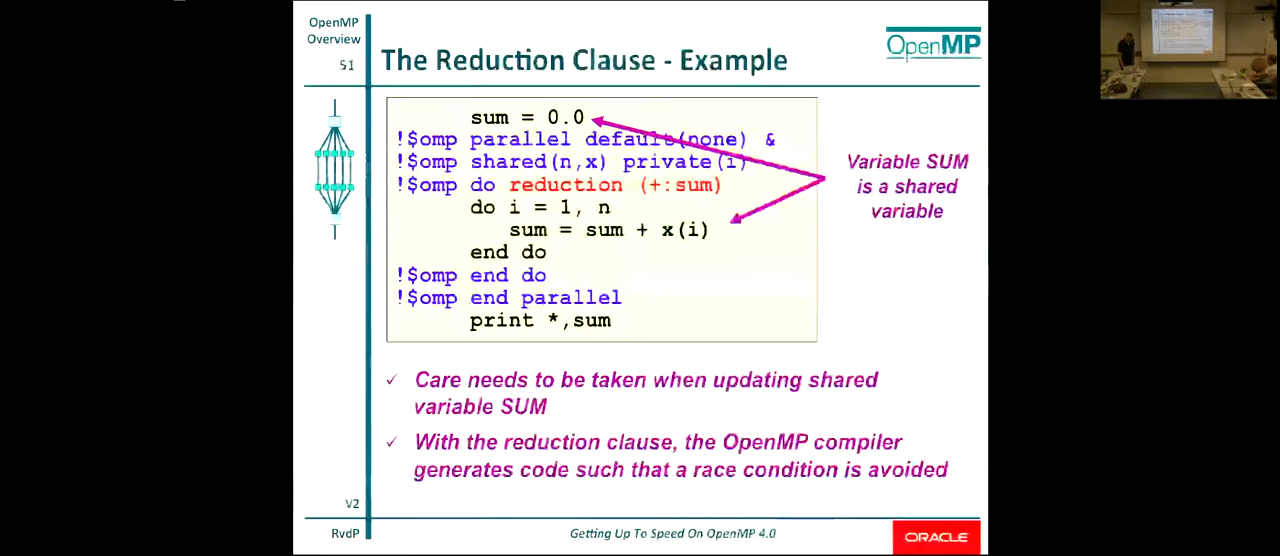 OpenMP
Overview
51
The Reduction Clause - Example
OpenMP
sum = 0.0
!$omp parallel default(none) &
!$omp shared(n,x) private(i)
!$omp do reduction (+:sum)
do i = 1, n
sum = sum + x(i)
end do
!$omp end do
!$omp end parallel
print *,sum
Variable SUM
is a shared
variable
✓ Care needs to be taken when updating shared
variable SUM
✓ With the reduction clause, the OpenMP compiler
generates code such that a race condition is avoided
V2
RvdP
Getting Up To Speed On OpenMP 4.0
ORACLE